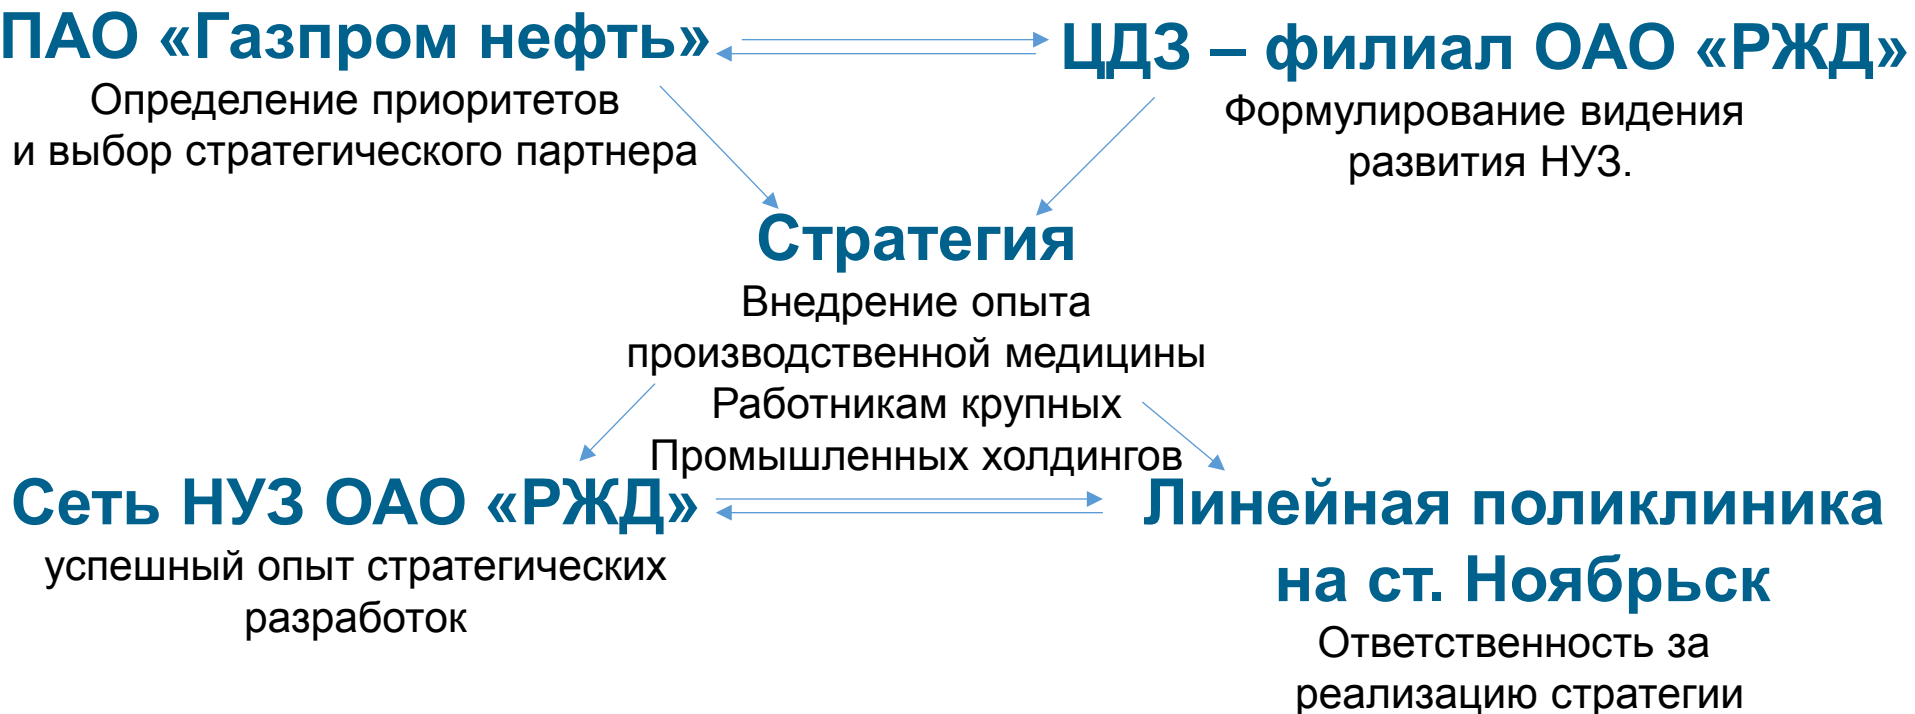 ПАО «Газпром нефть»
Определение приоритетов
и выбор стратегического партнера
ЦДЗ – филиал ОАО «РЖД»
Формулирование видения
развития НУЗ.
Стратегия
Внедрение опыта
производственной медицины
Работникам крупных
Промышленных холдингов
Сеть НУЗ ОАО «РЖД»
успешный опыт стратегических
разработок
Линейная поликлиника
на ст. Ноябрьск
Ответственность за
реализацию стратегии